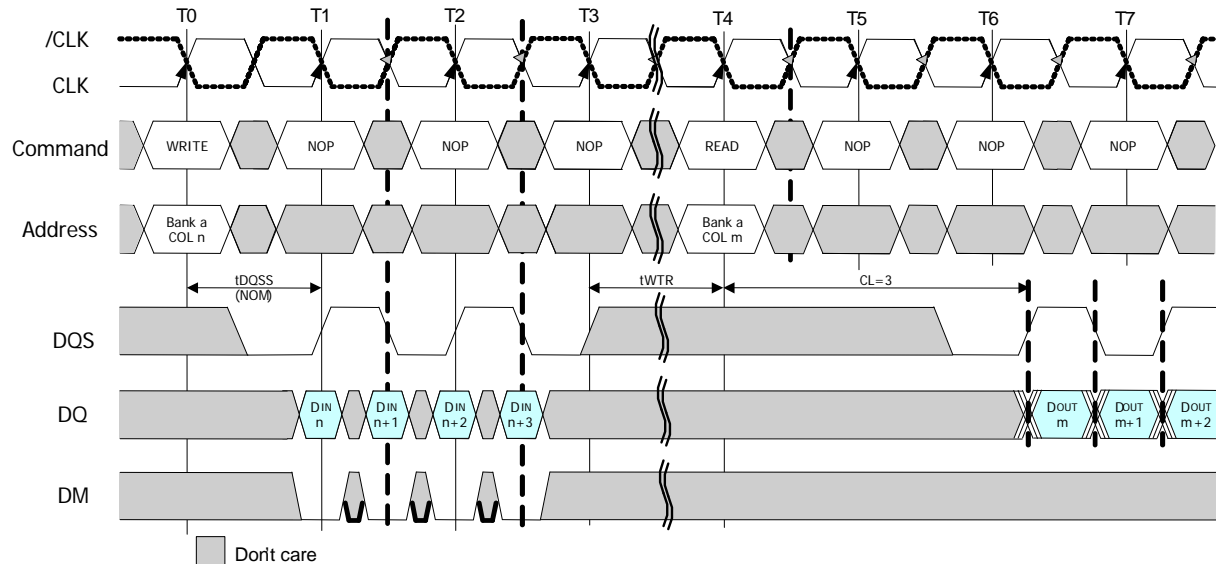 T0 T1 T2 T3 T4 T5 T6 T7
/CLK
CLK
Command WRITE NOP NOP NOP READ NOP NOP NOP
Address Bank a COL n Bank a COL m
tDQSS (NOM) tWTR CL=3
DQS
DQ DIN n DIN n+1 DIN n+2 DIN n+3 DOUT m DOUT m+1 DOUT m+2
DM
Don't care